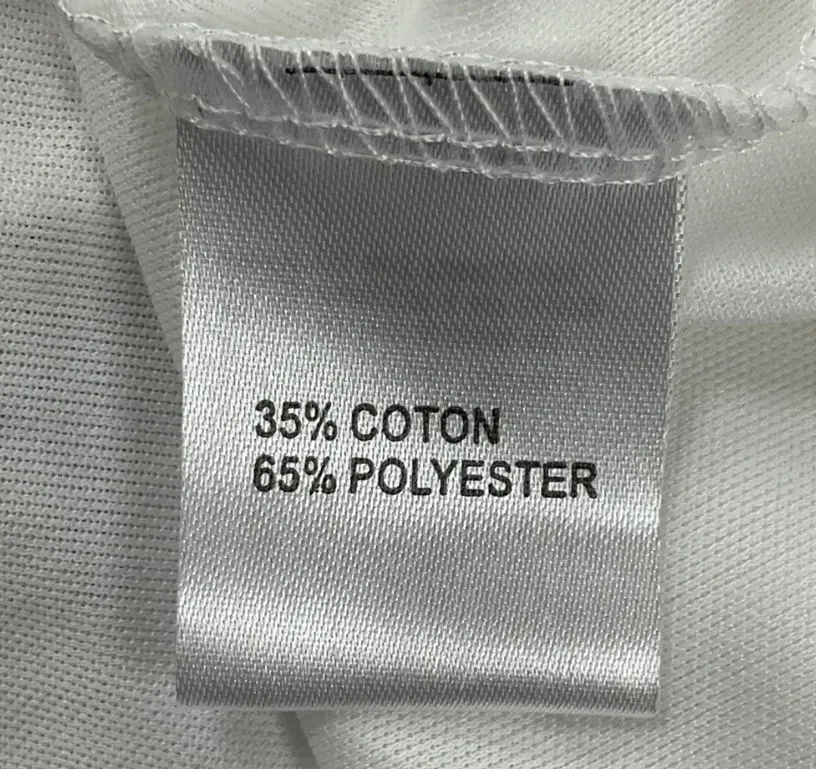 35% COTON
65% POLYESTER